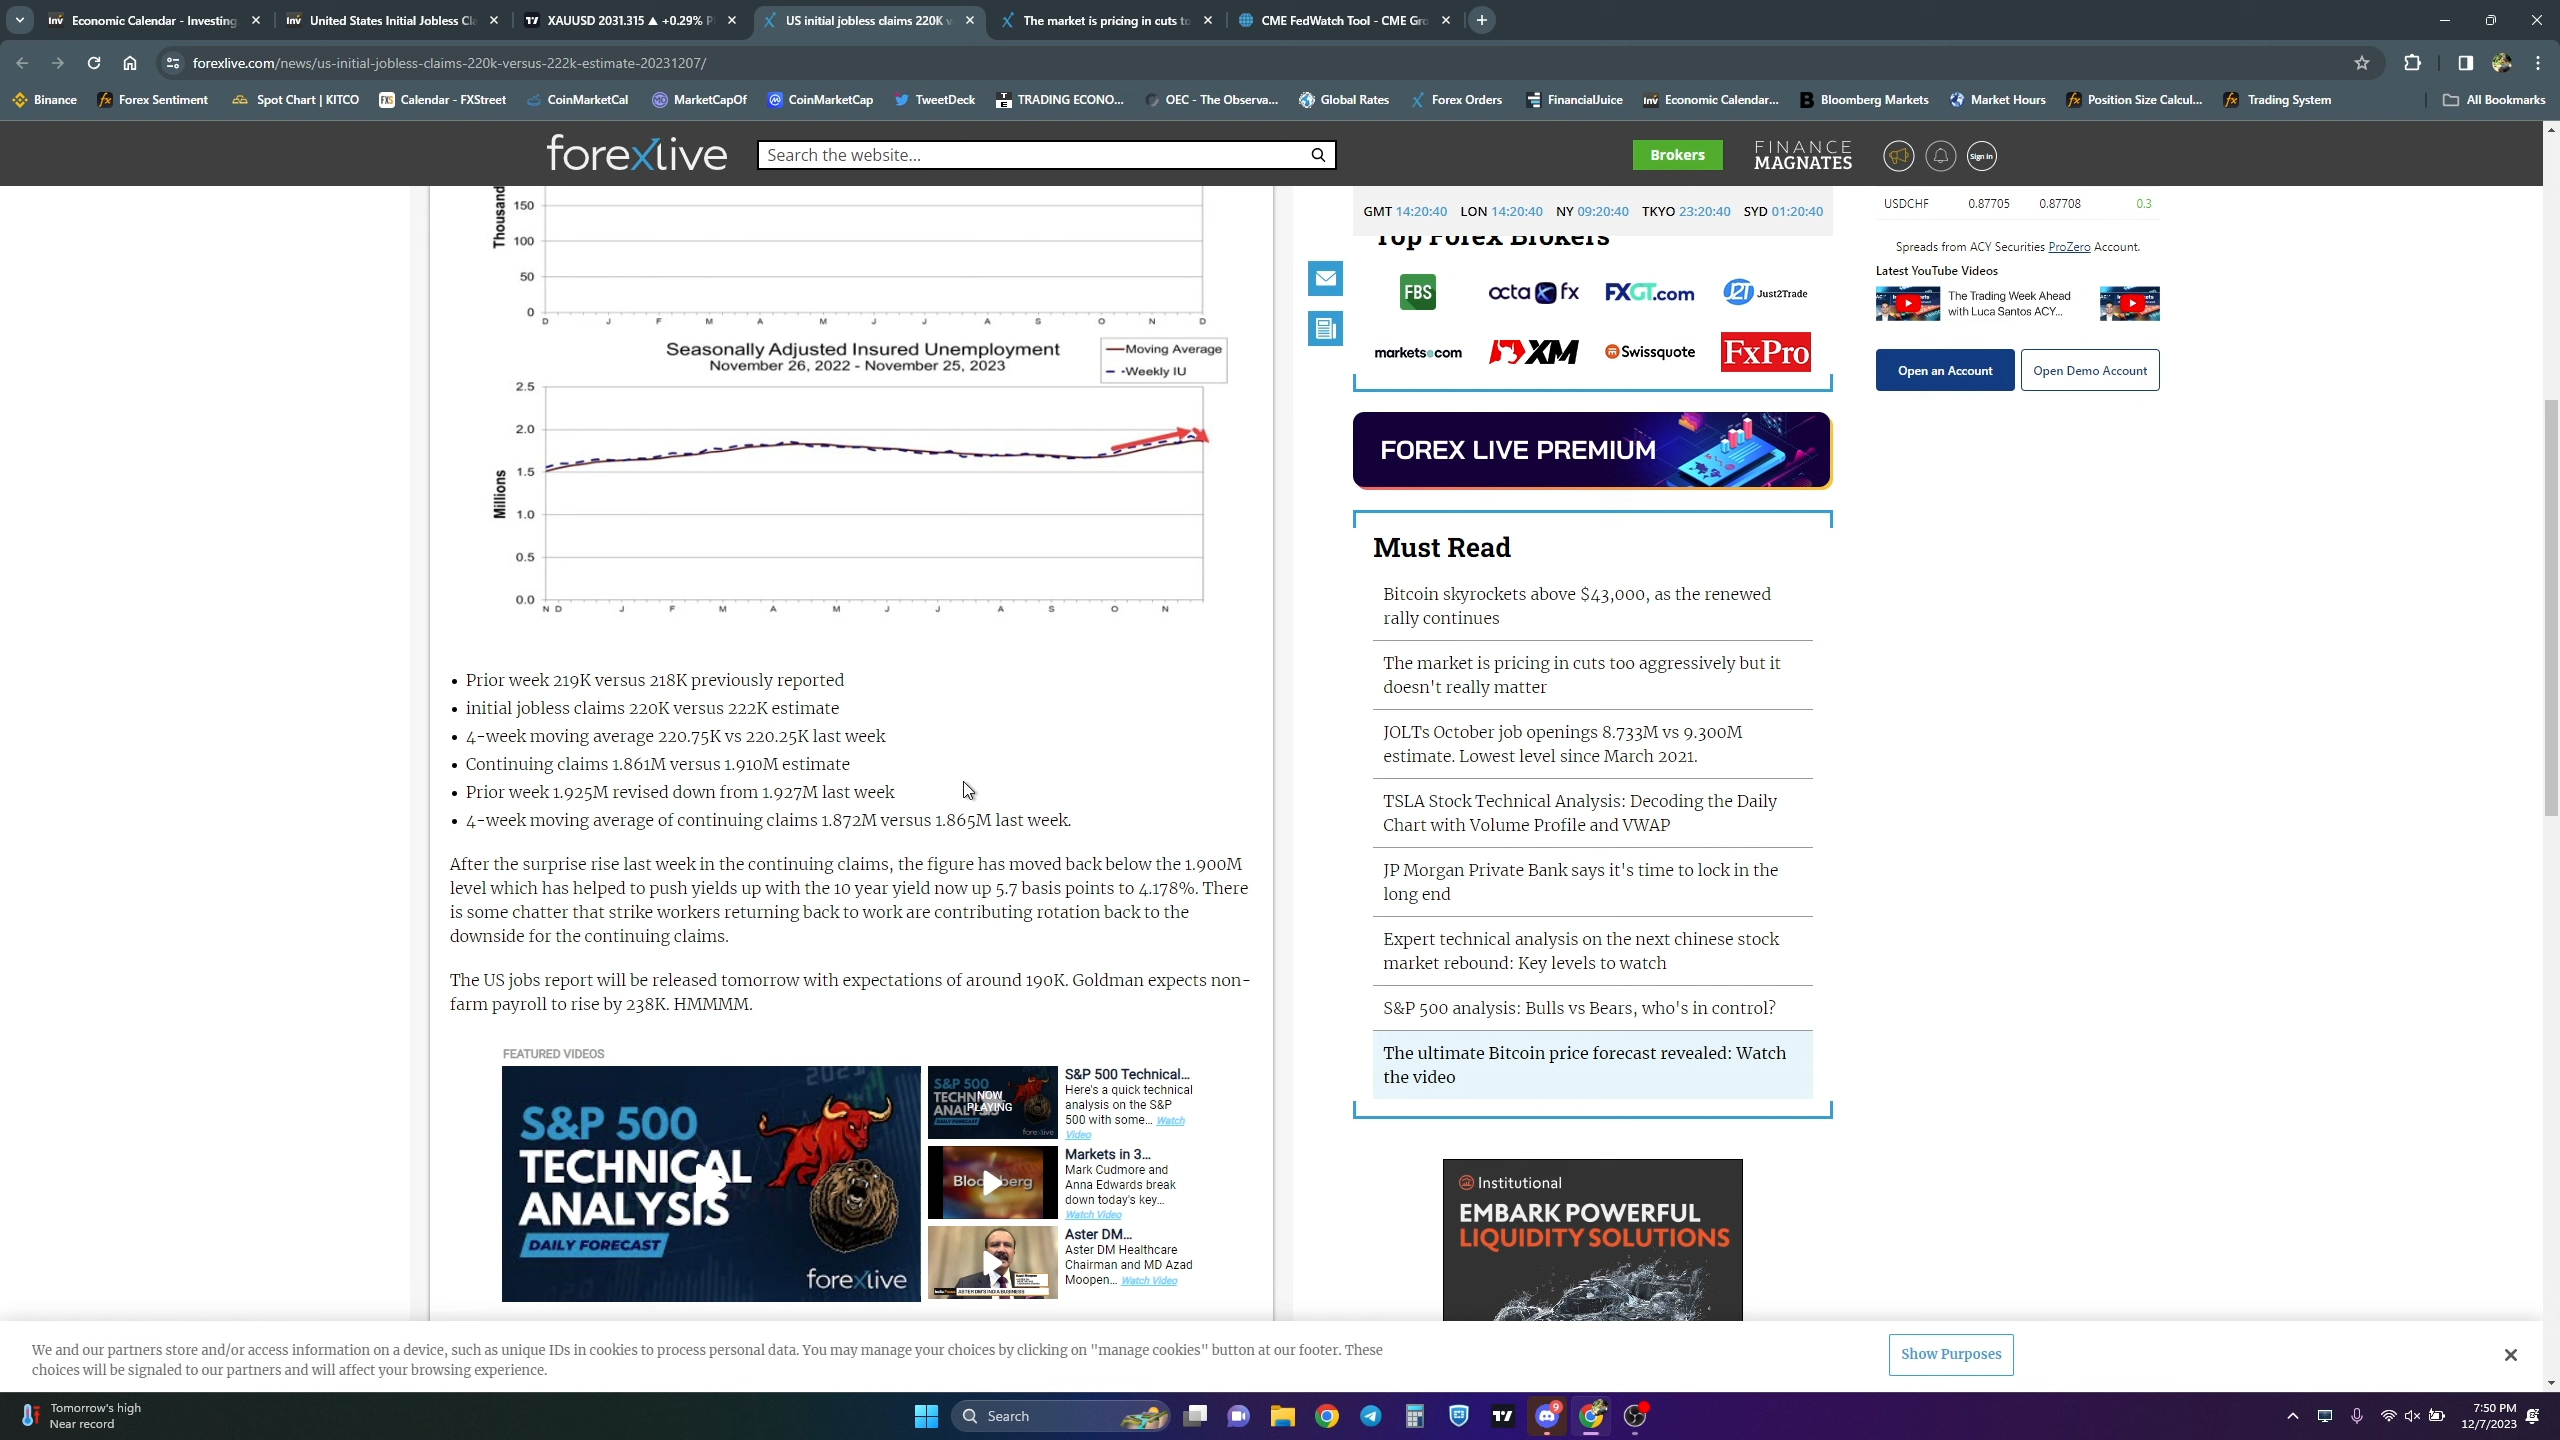 Economic Calendar - Investing
United States Initial Jobless Cla
XAUUSD 2031.315 ▲ +0.29%
US initial jobless claims 220K v
The market is pricing in cuts to
CME FedWatch Tool - CME Gro
forexlive.com/news/us-initial-jobless-claims-220k-versus-222k-estimate-20231207/
Binance
Forex Sentiment
Spot Chart | KITCO
Calendar - FXStreet
CoinMarketCal
MarketCapOf
CoinMarketCap
TweetDeck
TRADING ECONO...
OEC - The Observa...
Global Rates
Forex Orders
FinancialJuice
Economic Calendar...
Bloomberg Markets
Market Hours
Position Size Calcul...
Trading System
All Bookmarks
forexlive
Search the website...
Brokers
FINANCE
MAGNATES
Sign in
Thousand
150
100
50
0
D J F M A M J J A S O N D
Seasonally Adjusted Insured Unemployment
November 26, 2022 - November 25, 2023
Moving Average
Weekly IU
Millions
2.5
2.0
1.5
1.0
0.5
0.0
N D J F M A M J J A S O N
• Prior week 219K versus 218K previously reported
• initial jobless claims 220K versus 222K estimate
• 4-week moving average 220.75K vs 220.25K last week
• Continuing claims 1.861M versus 1.910M estimate
• Prior week 1.925M revised down from 1.927M last week
• 4-week moving average of continuing claims 1.872M versus 1.865M last week.
After the surprise rise last week in the continuing claims, the figure has moved back below the 1.900M
level which has helped to push yields up with the 10 year yield now up 5.7 basis points to 4.178%. There
is some chatter that strike workers returning back to work are contributing rotation back to the
downside for the continuing claims.
The US jobs report will be released tomorrow with expectations of around 190K. Goldman expects non-
farm payroll to rise by 238K. HMMMM.
FEATURED VIDEOS
S&P 500
TECHNICAL
ANALYSIS
DAILY FORECAST
forexlive
NOW
PLAYING
S&P 500 Technical...
Here's a quick technical
analysis on the S&P
500 with some... Watch
Video
Bloomberg
Markets in 3...
Mark Cudmore and
Anna Edwards break
down today's key...
Watch Video
Aster DM...
Aster DM Healthcare
Chairman and MD Azad
Moopen... Watch Video
GMT 14:20:40 LON 14:20:40 NY 09:20:40 TKYO 23:20:40 SYD 01:20:40
Top Forex Brokers
FBS
octa fx
FXGT.com
J2T Just2Trade
markets.com
XM
Swissquote
FxPro
FOREX LIVE PREMIUM
Must Read
Bitcoin skyrockets above $43,000, as the renewed
rally continues
The market is pricing in cuts too aggressively but it
doesn't really matter
JOLTs October job openings 8.733M vs 9.300M
estimate. Lowest level since March 2021.
TSLA Stock Technical Analysis: Decoding the Daily
Chart with Volume Profile and VWAP
JP Morgan Private Bank says it's time to lock in the
long end
Expert technical analysis on the next chinese stock
market rebound: Key levels to watch
S&P 500 analysis: Bulls vs Bears, who's in control?
The ultimate Bitcoin price forecast revealed: Watch
the video
Institutional
EMBARK POWERFUL
LIQUIDITY SOLUTIONS
USDCHF 0.87705 0.87708 0.3
Spreads from ACY Securities ProZero Account.
Latest YouTube Videos
The Trading Week Ahead
with Luca Santos ACY...
Open an Account
Open Demo Account
We and our partners store and/or access information on a device, such as unique IDs in cookies to process personal data. You may manage your choices by clicking on "manage cookies" button at our footer. These
choices will be signaled to our partners and will affect your browsing experience.
Show Purposes
Tomorrow's high
Near record
Search
9
7:50 PM
12/7/2023